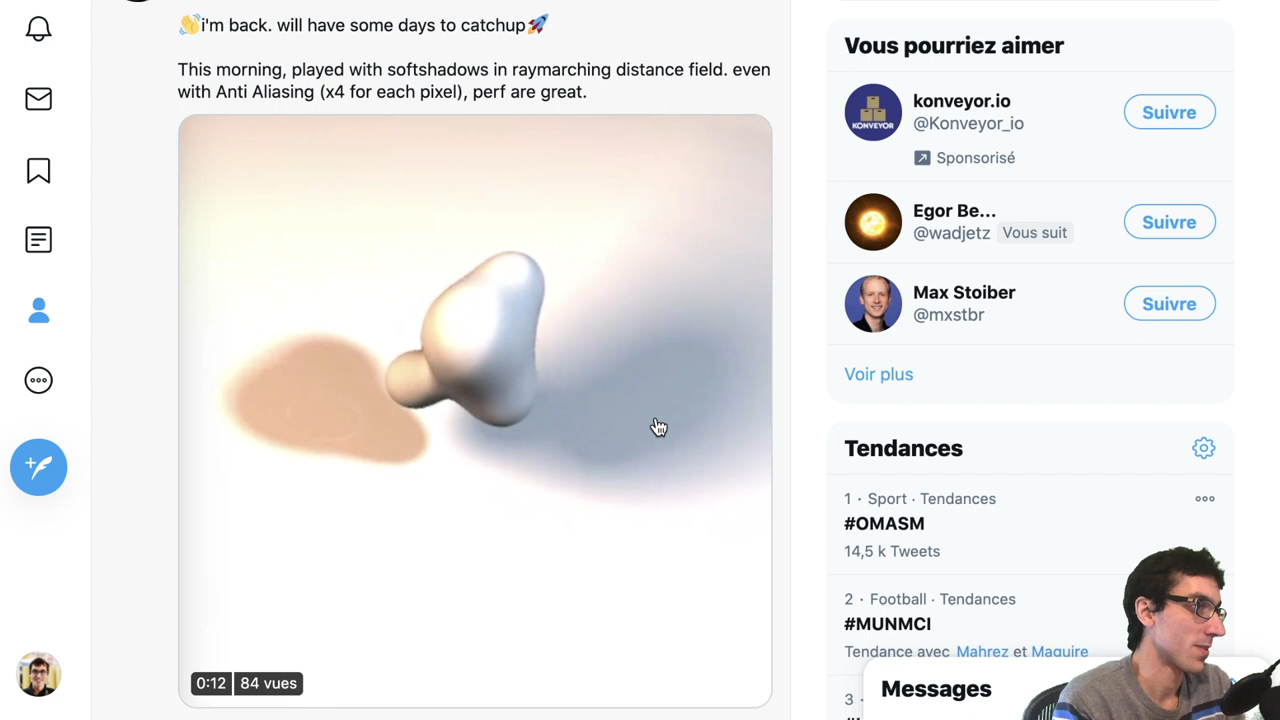 👋i'm back. will have some days to catchup🚀
This morning, played with softshadows in raymarching distance field. even
with Anti Aliasing (x4 for each pixel), perf are great.
0:12 84 vues
Vous pourriez aimer
KONVEYOR
konveyor.io
@Konveyor_io
Suivre
Sponsorisé
Egor Be...
@wadjetz Vous suit
Suivre
Max Stoiber
@mxstbr
Suivre
Voir plus
Tendances
1 · Sport · Tendances
#OMASM
14,5 k Tweets
2 · Football · Tendances
#MUNMCI
Tendance avec Mahrez et Maguire
3 ·
Messages